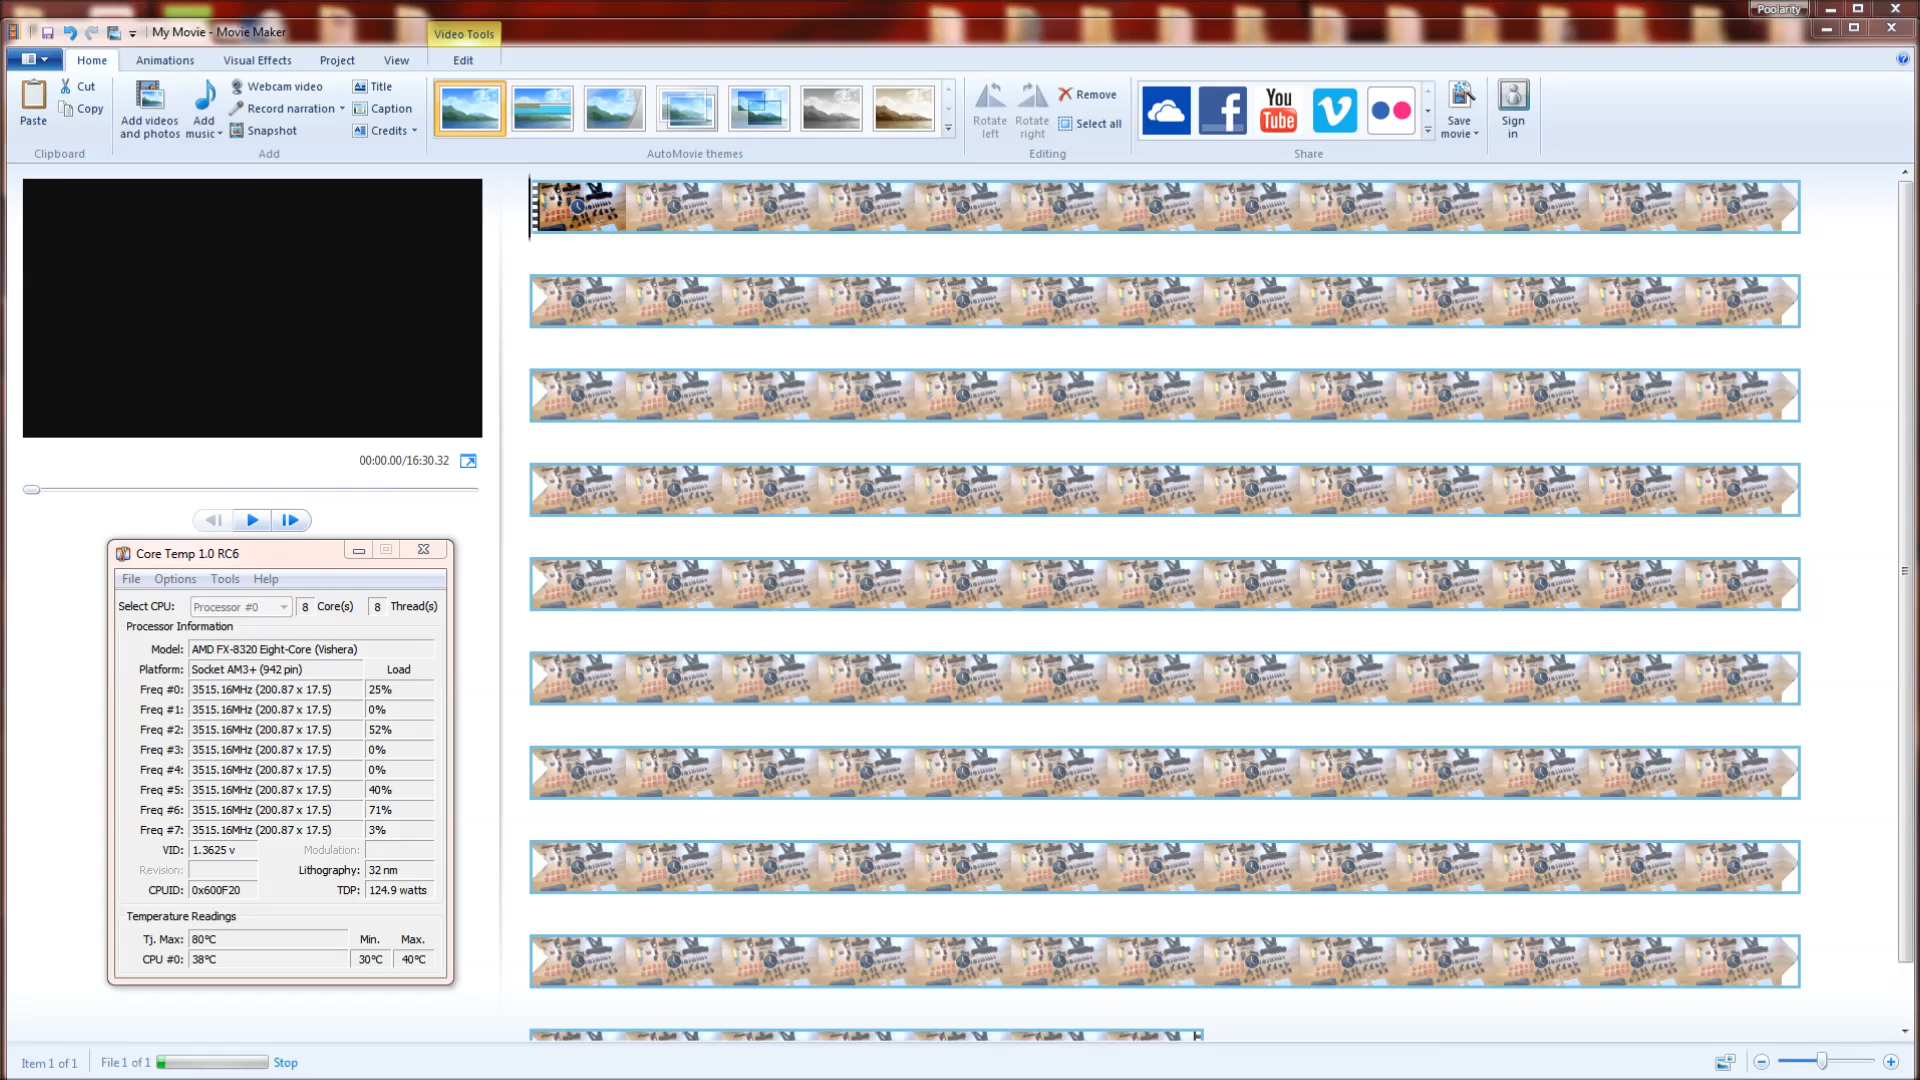 Poolarity
My Movie - Movie Maker
Video Tools
Home Animations Visual Effects Project View Edit
Paste
Cut
Copy
Clipboard
Add videos
and photos
Add
music
Webcam video
Record narration
Snapshot
Title
Caption
Credits
Add
AutoMovie themes
Rotate
left
Rotate
right
Remove
Select all
Editing
f
You
Tube
v
Share
Save
movie
Sign
in
00:00.00/16:30.32
Core Temp 1.0 RC6
File Options Tools Help
Select CPU: Processor #0 8 Core(s) 8 Thread(s)
Processor Information
Model: AMD FX-8320 Eight-Core (Vishera)
Platform: Socket AM3+ (942 pin) Load
Freq #0: 3515.16MHz (200.87 x 17.5) 25%
Freq #1: 3515.16MHz (200.87 x 17.5) 0%
Freq #2: 3515.16MHz (200.87 x 17.5) 52%
Freq #3: 3515.16MHz (200.87 x 17.5) 0%
Freq #4: 3515.16MHz (200.87 x 17.5) 0%
Freq #5: 3515.16MHz (200.87 x 17.5) 40%
Freq #6: 3515.16MHz (200.87 x 17.5) 71%
Freq #7: 3515.16MHz (200.87 x 17.5) 3%
VID: 1.3625 v Modulation:
Revision: Lithography: 32 nm
CPUID: 0x600F20 TDP: 124.9 watts
Temperature Readings
Tj. Max: 80°C Min. Max.
CPU #0: 38°C 30°C 40°C
Item 1 of 1 File 1 of 1 Stop